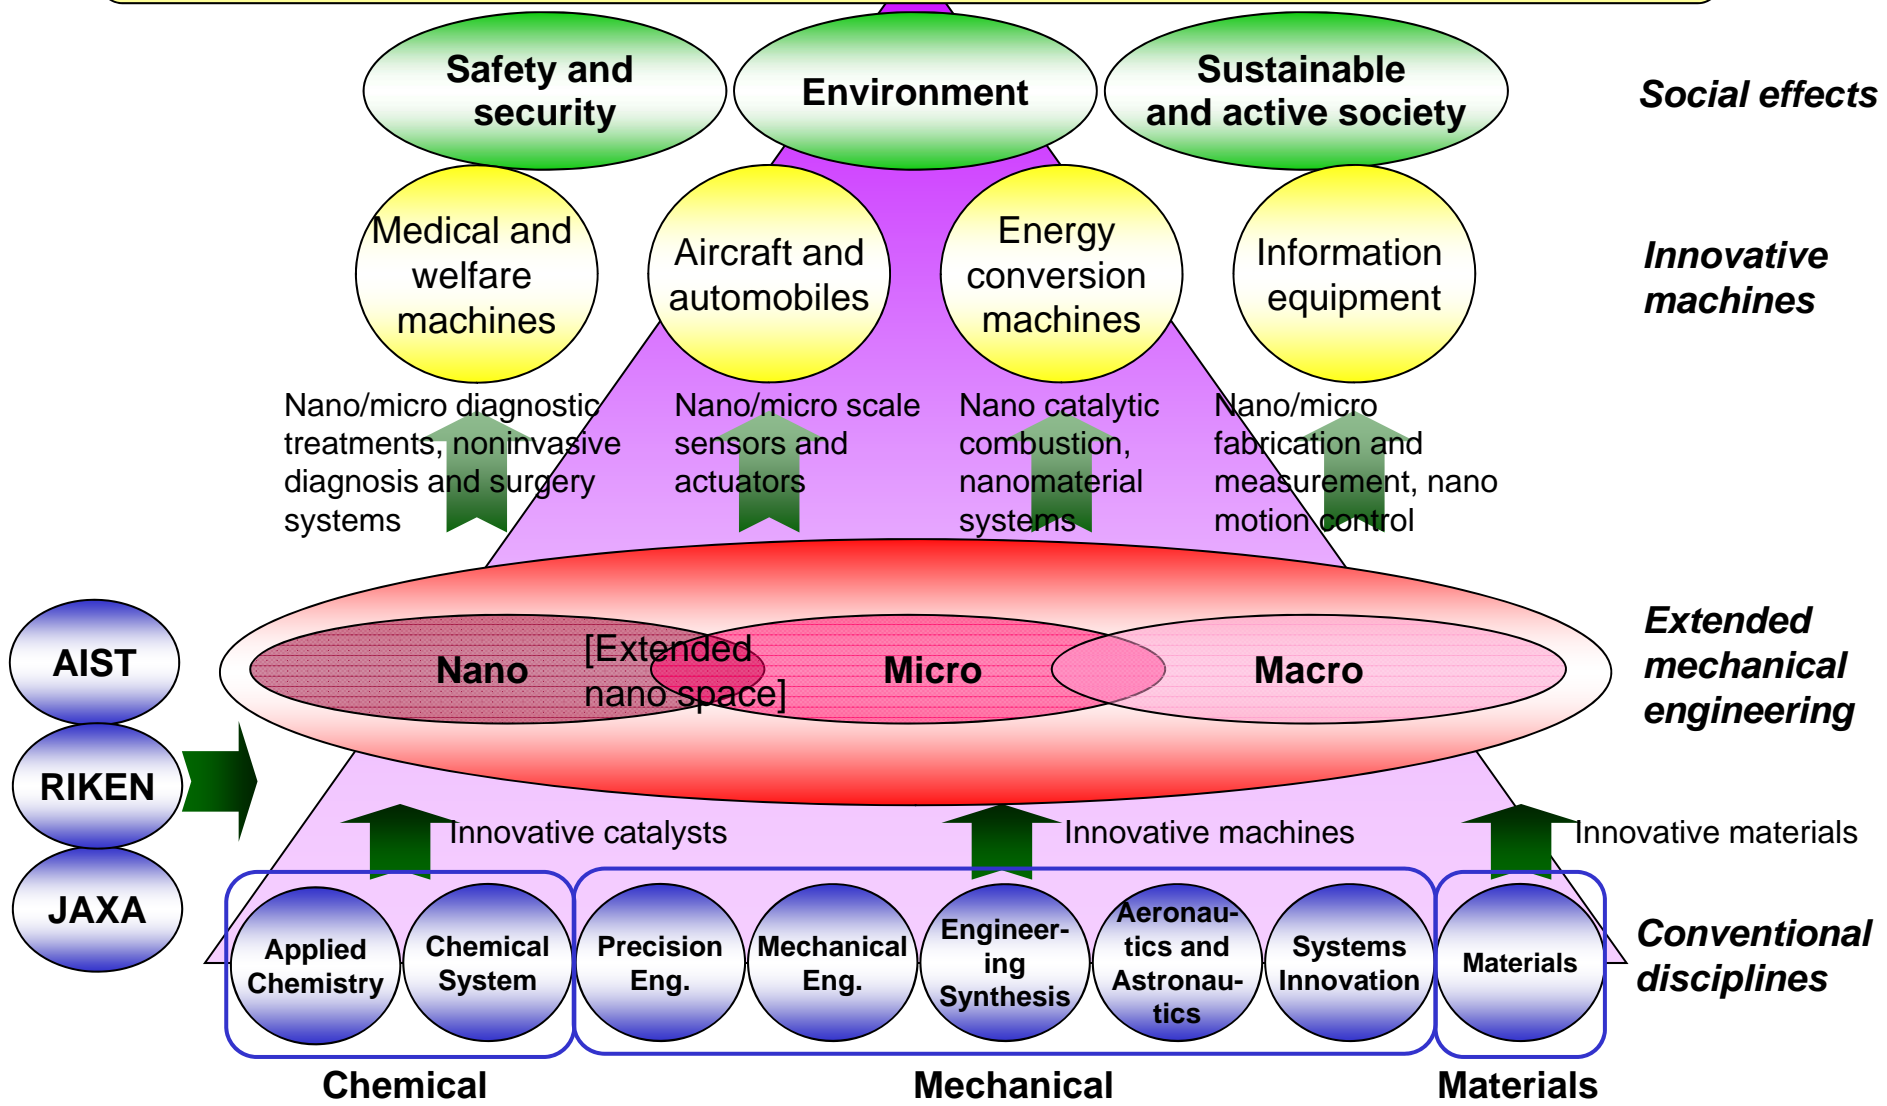 Safety and
security
Environment
Sustainable
and active society
Social effects
Medical and
welfare
machines
Aircraft and
automobiles
Energy
conversion
machines
Information
equipment
Innovative
machines
Nano/micro diagnostic
treatments, noninvasive
diagnosis and surgery
systems
Nano/micro scale
sensors and
actuators
Nano catalytic
combustion,
nanomaterial
systems
Nano/micro
fabrication and
measurement, nano
motion control
AIST
RIKEN
JAXA
Nano
[Extended
nano space]
Micro
Macro
Extended
mechanical
engineering
Innovative catalysts
Innovative machines
Innovative materials
Applied
Chemistry
Chemical
System
Precision
Eng.
Mechanical
Eng.
Engineer-
ing
Synthesis
Aeronau-
tics and
Astronau-
tics
Systems
Innovation
Materials
Conventional
disciplines
Chemical
Mechanical
Materials